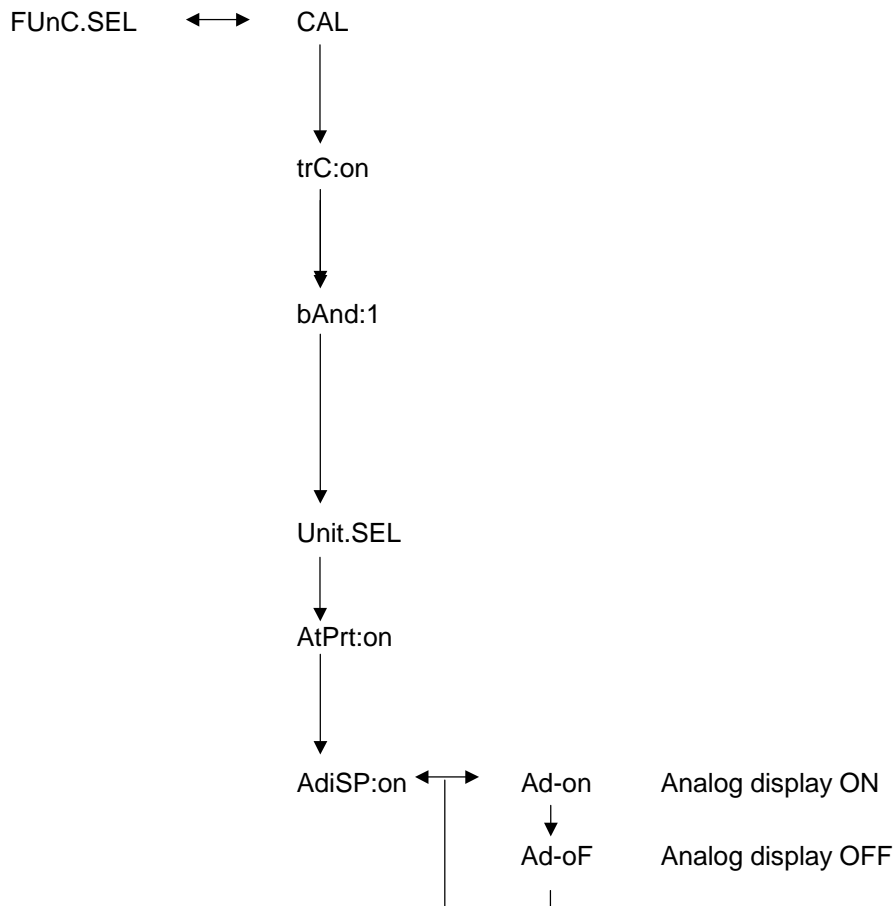 FUnC.SEL CAL
trC:on
bAnd:1
Unit.SEL
AtPrt:on
AdiSP:on Ad-on Analog display ON
Ad-oF Analog display OFF